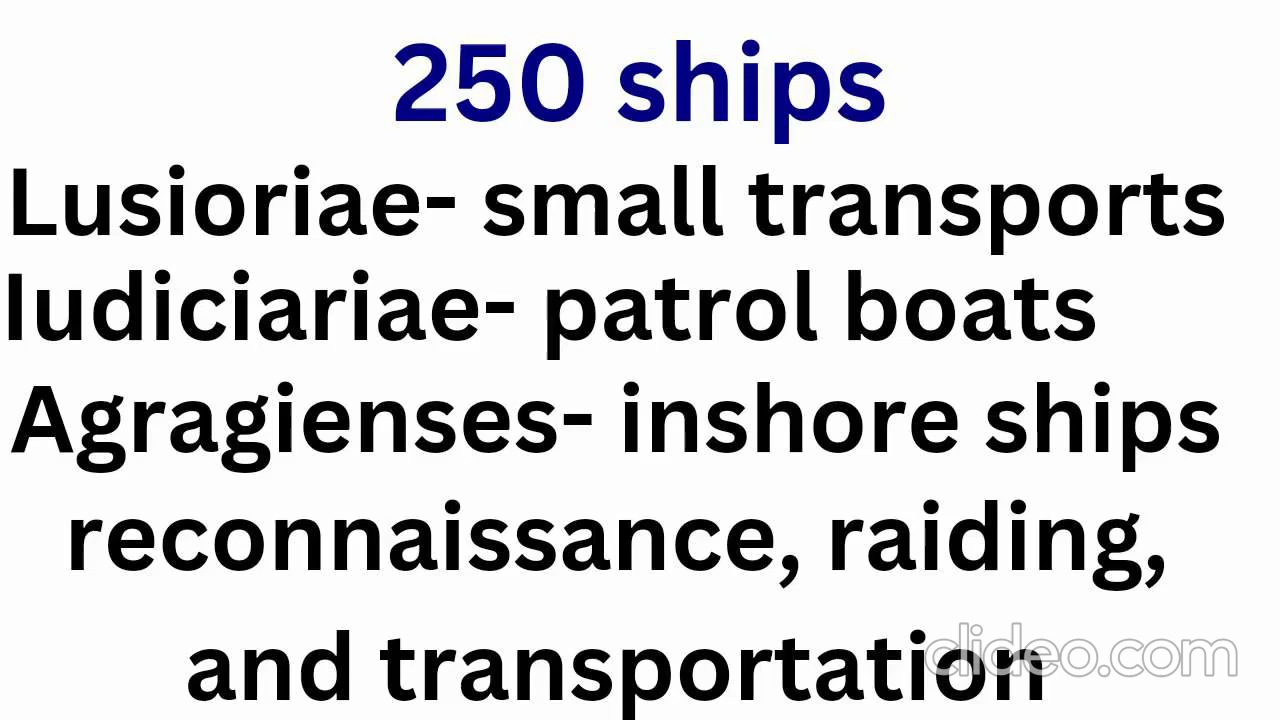 250 ships
Lusioriae- small transports
Iudiciariae- patrol boats
Agragienses- inshore ships
reconnaissance, raiding,
and transportation
clideo.com